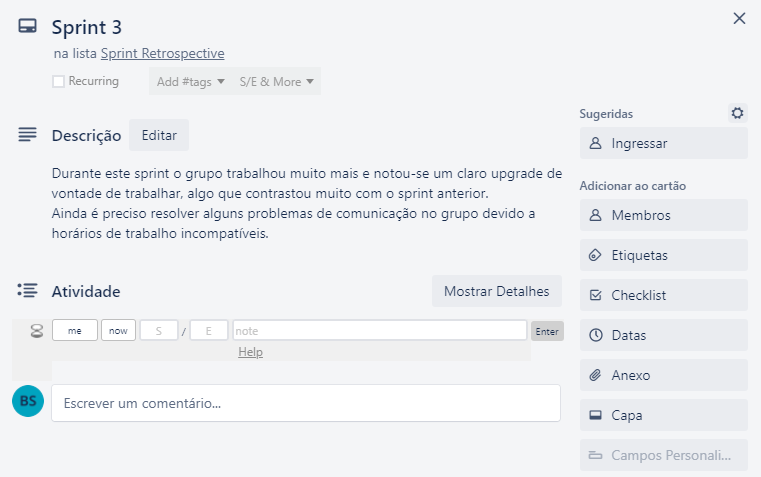 Sprint 3
na lista Sprint Retrospective
Recurring
Add #tags
S/E & More
Descrição
Editar
Durante este sprint o grupo trabalhou muito mais e notou-se um claro upgrade de
vontade de trabalhar, algo que contrastou muito com o sprint anterior.
Ainda é preciso resolver alguns problemas de comunicação no grupo devido a
horários de trabalho incompatíveis.
Atividade
Mostrar Detalhes
me
now
S
/
E
note
Enter
Help
BS
Escrever um comentário...
Sugeridas
Ingressar
Adicionar ao cartão
Membros
Etiquetas
Checklist
Datas
Anexo
Capa
Campos Personali...